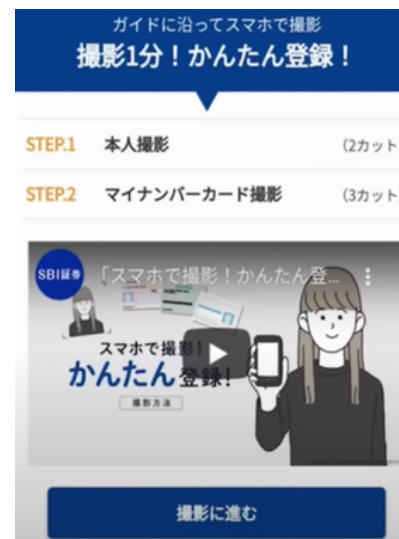 ガイドに沿ってスマホで撮影
撮影1分！かんたん登録！
STEP.1 本人撮影 （2カット
STEP.2 マイナンバーカード撮影 （3カット
SBI証券 「スマホで撮影！かんたん登...
スマホで撮影！
かんたん登録！
撮影方法
撮影に進む